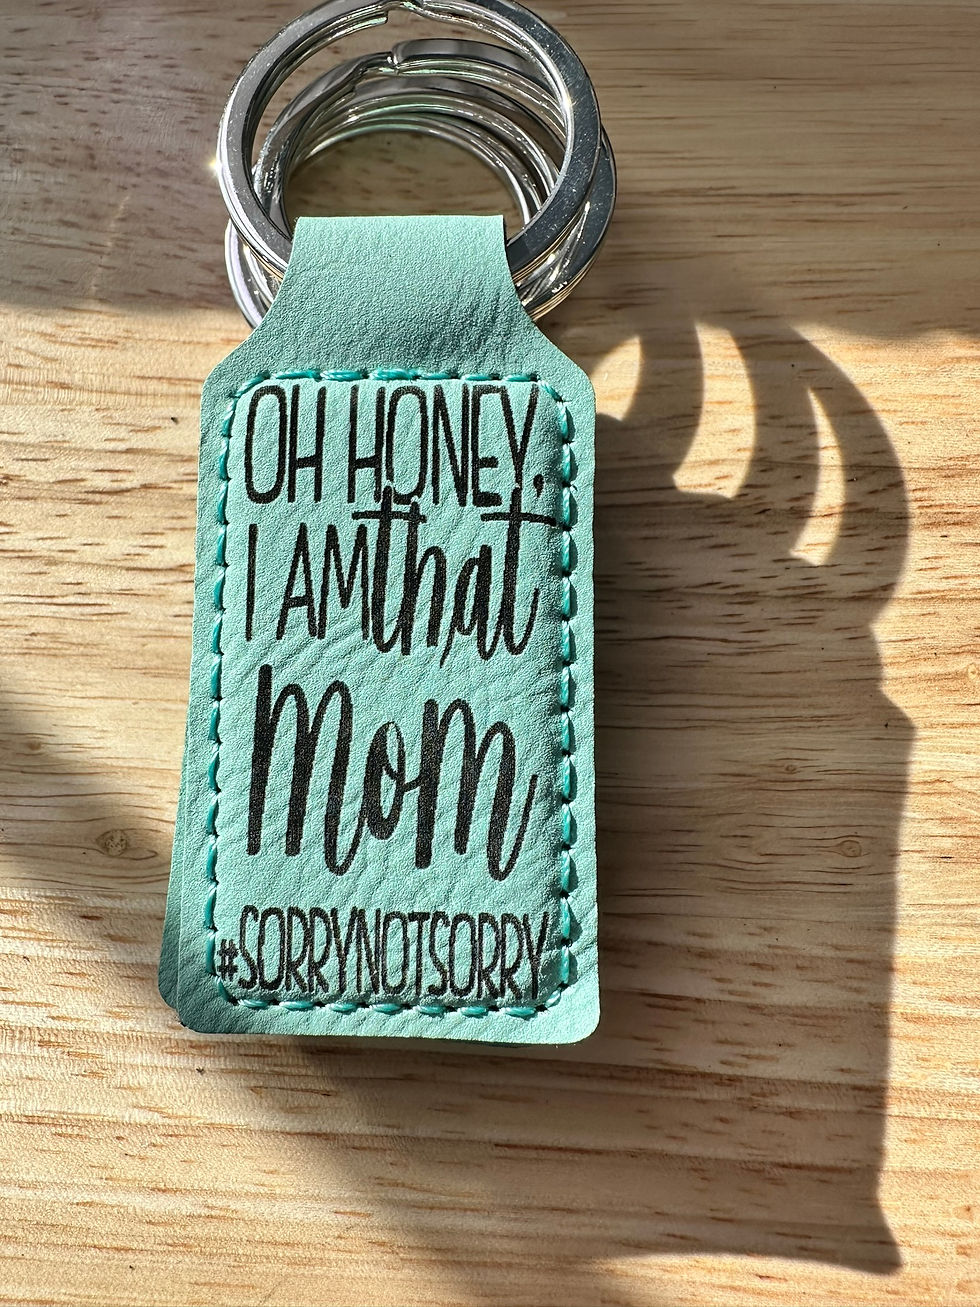 OH HONEY,
I AM that
Mom
#SORRYNOTSORRY